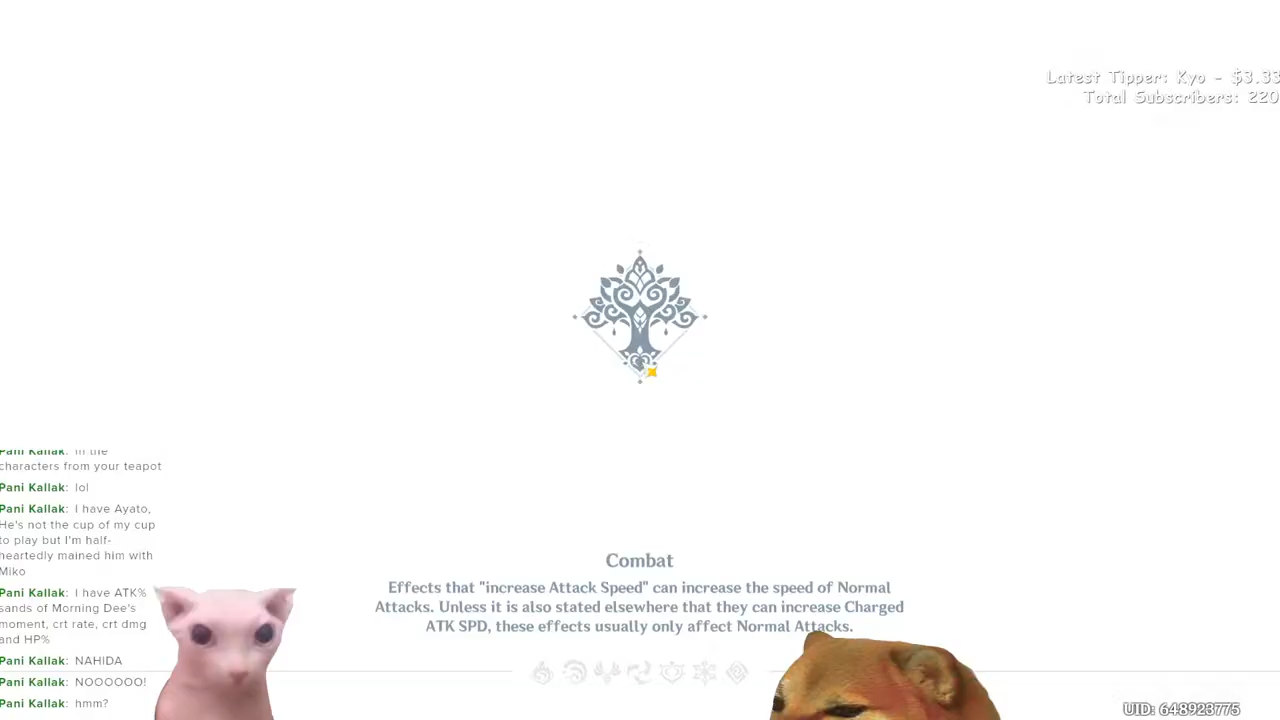 Latest Tipper: Kyo - $3.33
Total Subscribers: 220
Pani Kallak: in the
characters from your teapot
Pani Kallak: lol
Pani Kallak: I have Ayato,
He's not the cup of my cup
to play but I'm half-
heartedly mained him with
Miko
Pani Kallak: I have ATK%
sands of Morning Dee's
moment, crt rate, crt dmg
and HP%
Pani Kallak: NAHIDA
Pani Kallak: NOOOOOO!
Pani Kallak: hmm?
Combat
Effects that "increase Attack Speed" can increase the speed of Normal
Attacks. Unless it is also stated elsewhere that they can increase Charged
ATK SPD, these effects usually only affect Normal Attacks.
UID: 648923775